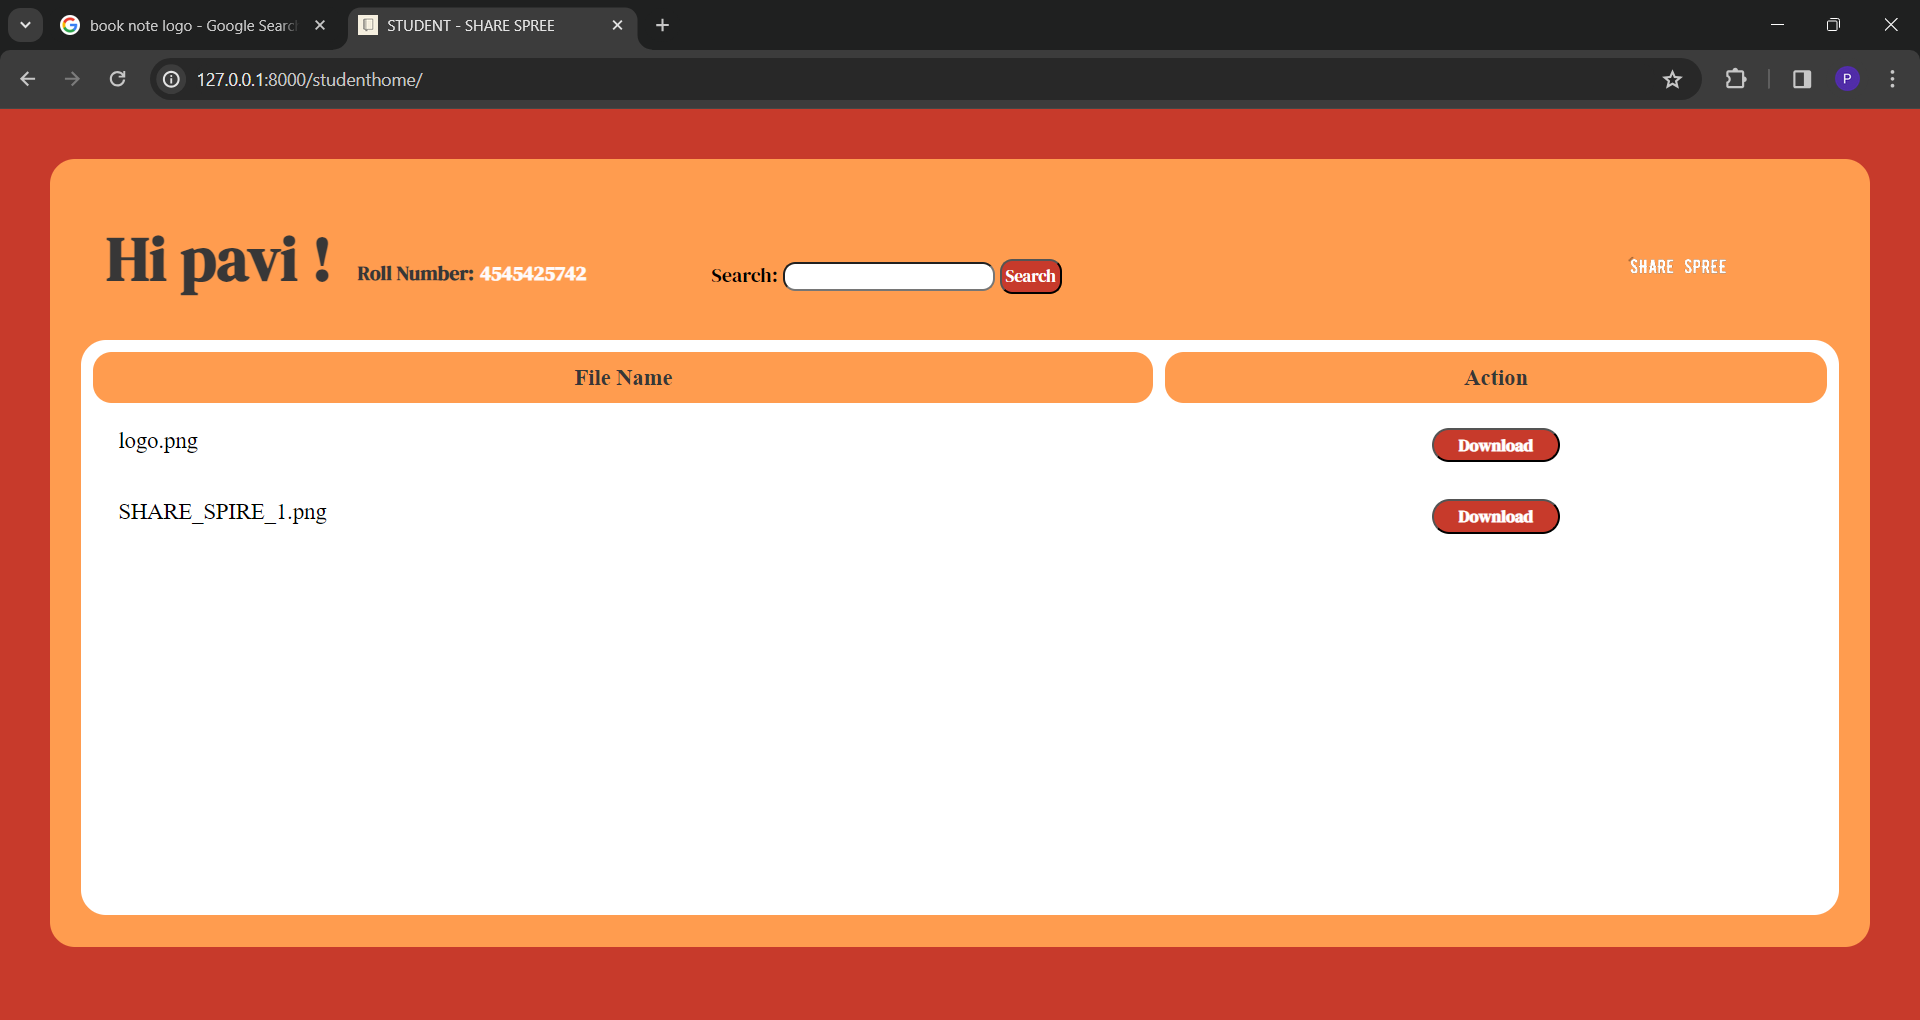 book note logo - Google Searc
STUDENT - SHARE SPREE
127.0.0.1:8000/studenthome/
P
Hi pavi !
Roll Number: 4545425742
Search:
Search
SHARE SPREE
File Name
Action
logo.png
Download
SHARE_SPIRE_1.png
Download